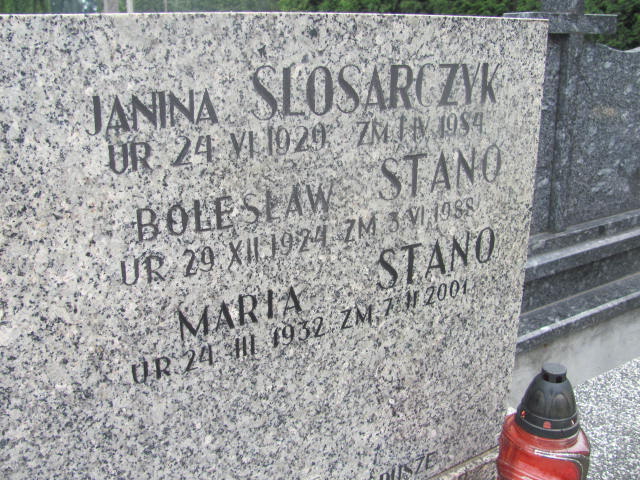 JANINA ŚLOSARCZYK
UR 24 VI 1929 ZM 1 IV 1984
BOLESŁAW STANO
UR 29 XII 1924 ZM 3 VI 1988
MARIA STANO
UR 24 III 1932 ZM 7 II 2001
DUSZE